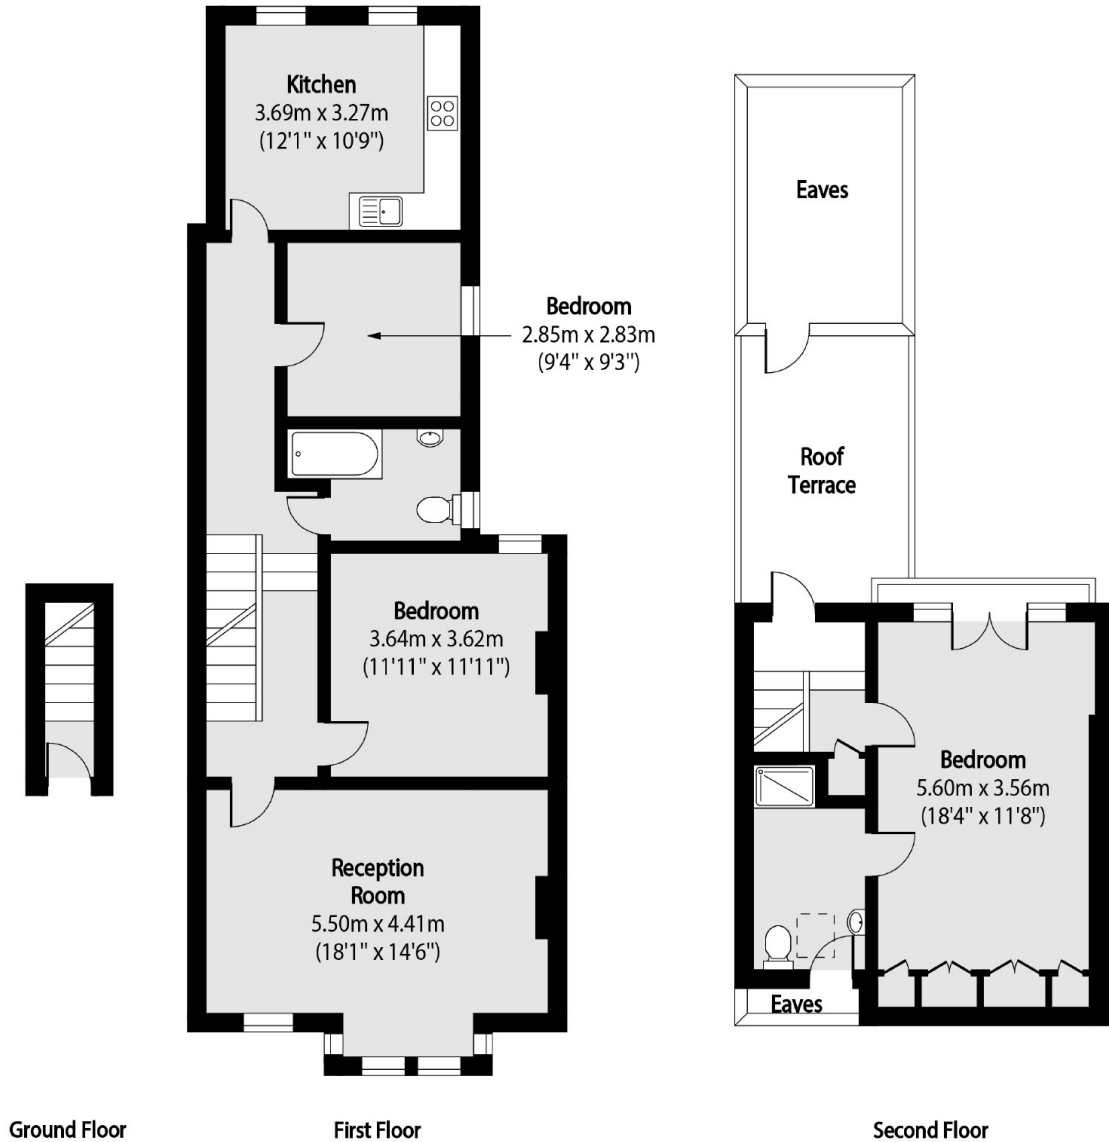 Kitchen
3.69m x 3.27m
(12'1" x 10'9")
Bedroom
2.85m x 2.83m
(9'4" x 9'3")
Bedroom
3.64m x 3.62m
(11'11" x 11'11")
Reception
Room
5.50m x 4.41m
(18'1" x 14'6")
Eaves
Roof
Terrace
Bedroom
5.60m x 3.56m
(18'4" x 11'8")
Eaves
Ground Floor
First Floor
Second Floor